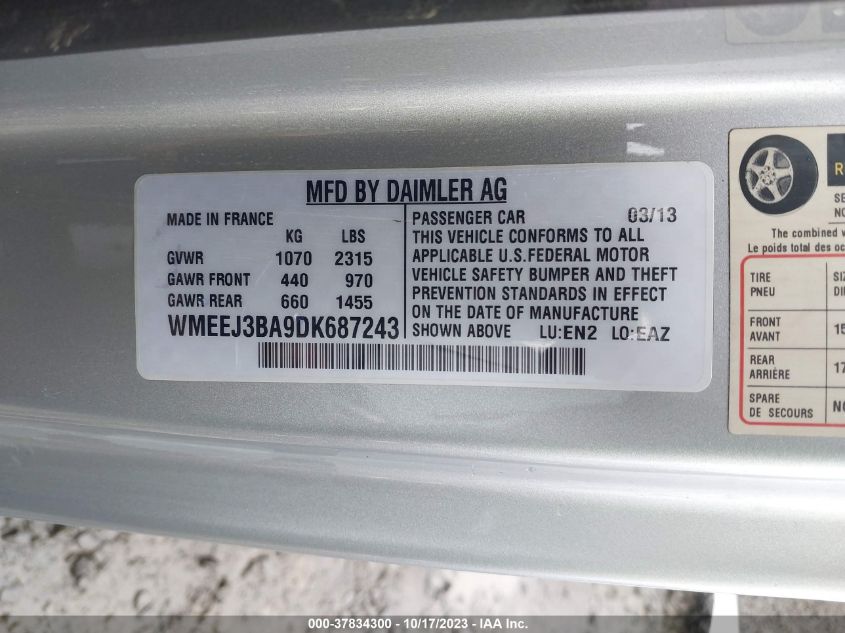 MFD BY DAIMLER AG
MADE IN FRANCE
KG LBS
GVWR 1070 2315
GAWR FRONT 440 970
GAWR REAR 660 1455
WMEEJ3BA9DK687243
PASSENGER CAR 03/13
THIS VEHICLE CONFORMS TO ALL
APPLICABLE U.S.FEDERAL MOTOR
VEHICLE SAFETY BUMPER AND THEFT
PREVENTION STANDARDS IN EFFECT
ON THE DATE OF MANUFACTURE
SHOWN ABOVE LU:EN2 LO:EAZ
The combined
Le poids total des
TIRE
PNEU
FRONT
AVANT
REAR
ARRIÈRE
SPARE
DE SECOURS
000-37834300 - 10/17/2023 - IAA Inc.